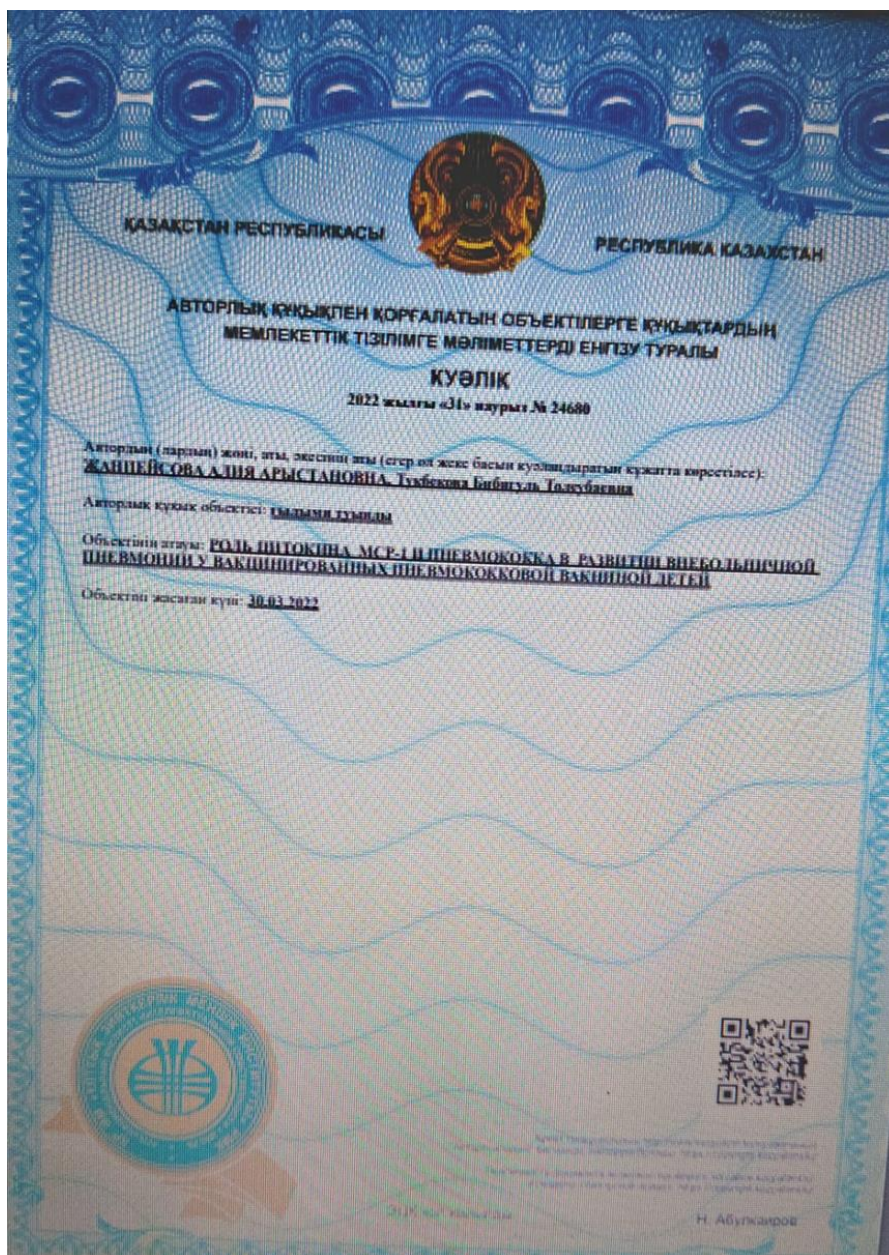 ҚАЗАҚСТАН РЕСПУБЛИКАСЫ
РЕСПУБЛИКА КАЗАХСТАН
АВТОРЛЫҚ ҚҰҚЫҚПЕН ҚОРҒАЛАТЫН ОБЪЕКТІЛЕРГЕ ҚҰҚЫҚТАРДЫҢ
МЕМЛЕКЕТТІК ТІЗІЛІМГЕ МӘЛІМЕТТЕРДІ ЕНГІЗУ ТУРАЛЫ
КУӘЛІК
2022 жылғы «31» наурыз № 24680
Автордың (лардың) жөні, аты, әкесінің аты (егер ол жеке басын куәландыратын құжатта көрсетілсе):
ЖАНПЕЙСОВА АЛИЯ АРЫСТАНОВНА, Тукбекова Бибигуль Толеубаевна
Авторлық құқық объектісі: ғылыми туынды
Объектінің атауы: РОЛЬ ЦИТОКИНА MCP-1 И ПНЕВМОКОККА В РАЗВИТИИ ВНЕБОЛЬНИЧНОЙ
ПНЕВМОНИИ У ВАКЦИНИРОВАННЫХ ПНЕВМОКОККОВОЙ ВАКЦИНОЙ ДЕТЕЙ
Объектіні жасаған күні: 30.03.2022
Н. Абулкаиров